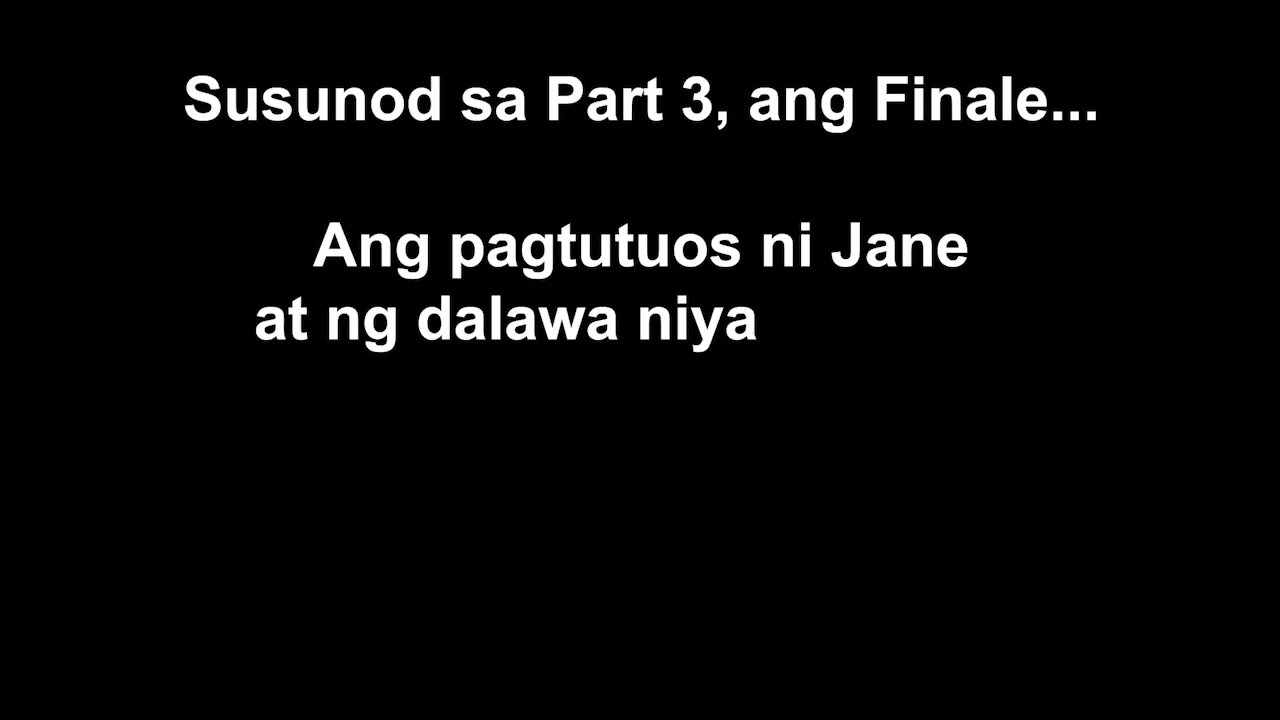 Susunod sa Part 3, ang Finale...
Ang pagtutuos ni Jane
at ng dalawa niya